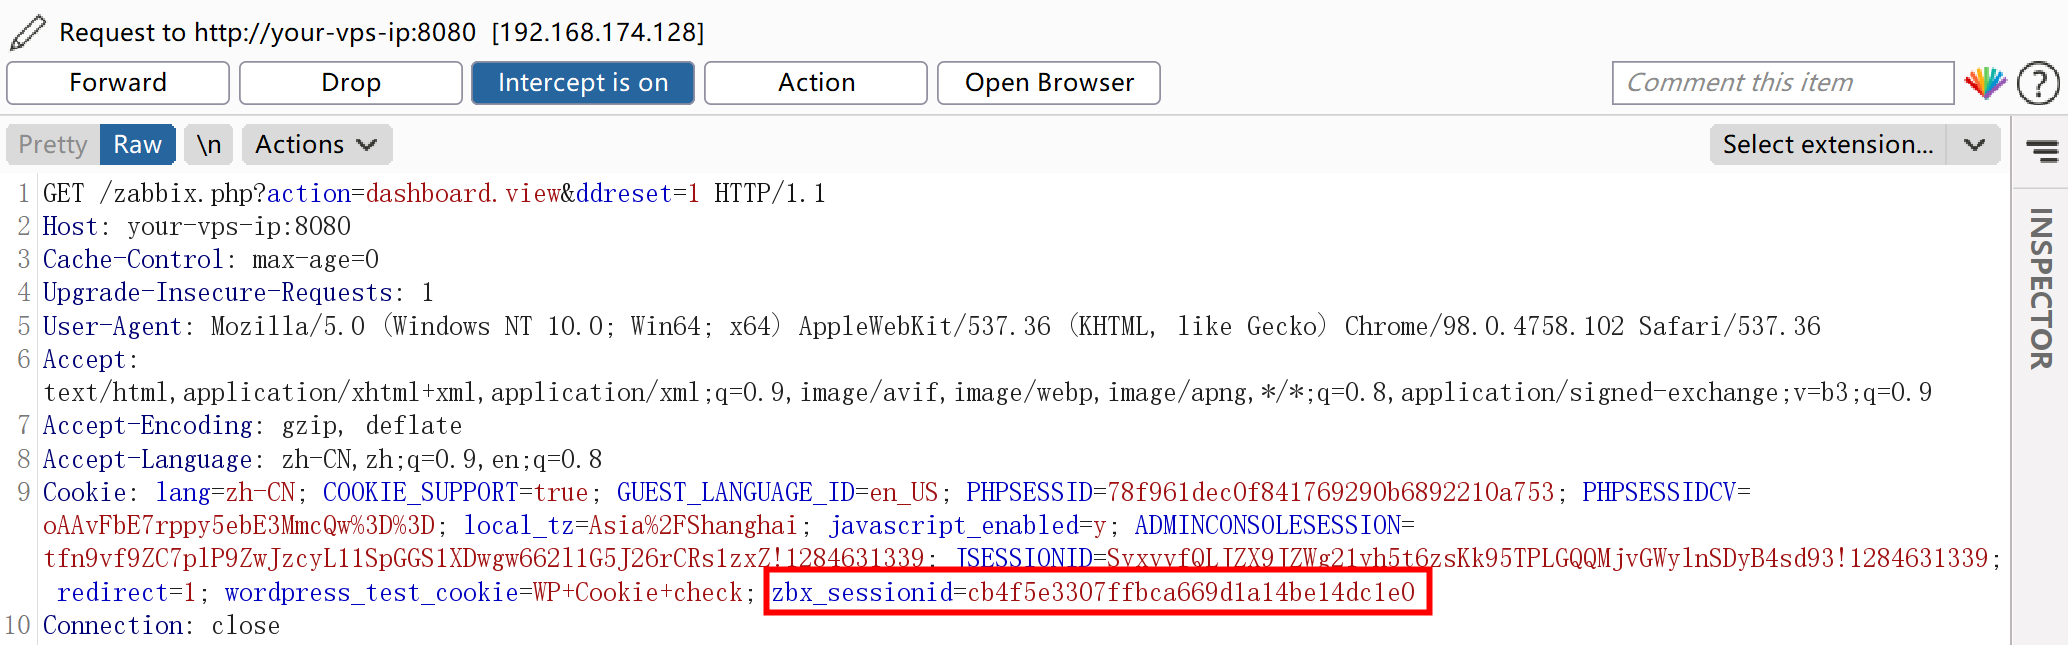 Request to http://your-vps-ip:8080 [192.168.174.128]
Forward Drop Intercept is on Action Open Browser Comment this item ?
Pretty Raw \n Actions Select extension...
1 GET /zabbix.php?action=dashboard.view&ddreset=1 HTTP/1.1
2 Host: your-vps-ip:8080
3 Cache-Control: max-age=0
4 Upgrade-Insecure-Requests: 1
5 User-Agent: Mozilla/5.0 (Windows NT 10.0; Win64; x64) AppleWebKit/537.36 (KHTML, like Gecko) Chrome/98.0.4758.102 Safari/537.36
6 Accept:
text/html,application/xhtml+xml,application/xml;q=0.9,image/avif,image/webp,image/apng,*/*;q=0.8,application/signed-exchange;v=b3;q=0.9
7 Accept-Encoding: gzip, deflate
8 Accept-Language: zh-CN,zh;q=0.9,en;q=0.8
9 Cookie: lang=zh-CN; COOKIE_SUPPORT=true; GUEST_LANGUAGE_ID=en_US; PHPSESSID=78f961dec0f841769290b6892210a753; PHPSESSIDCV=
oAAvFbE7rppy5ebE3MmcQw%3D%3D; local_tz=Asia%2FShanghai; javascript_enabled=y; ADMINCONSOLESESSION=
tfn9vf9ZC7plP9ZwJzcyL11SpGGS1XDwgw662l1G5J26rCRs1zxZ!1284631339; JSESSIONID=SyxvvfQLJZX9JZWg21yh5t6zsKk95TPLGQQMjvGWylnSDyB4sd93!1284631339;
redirect=1; wordpress_test_cookie=WP+Cookie+check; zbx_sessionid=cb4f5e3307ffbca669d1a14be14dc1e0
10 Connection: close
INSPECTOR